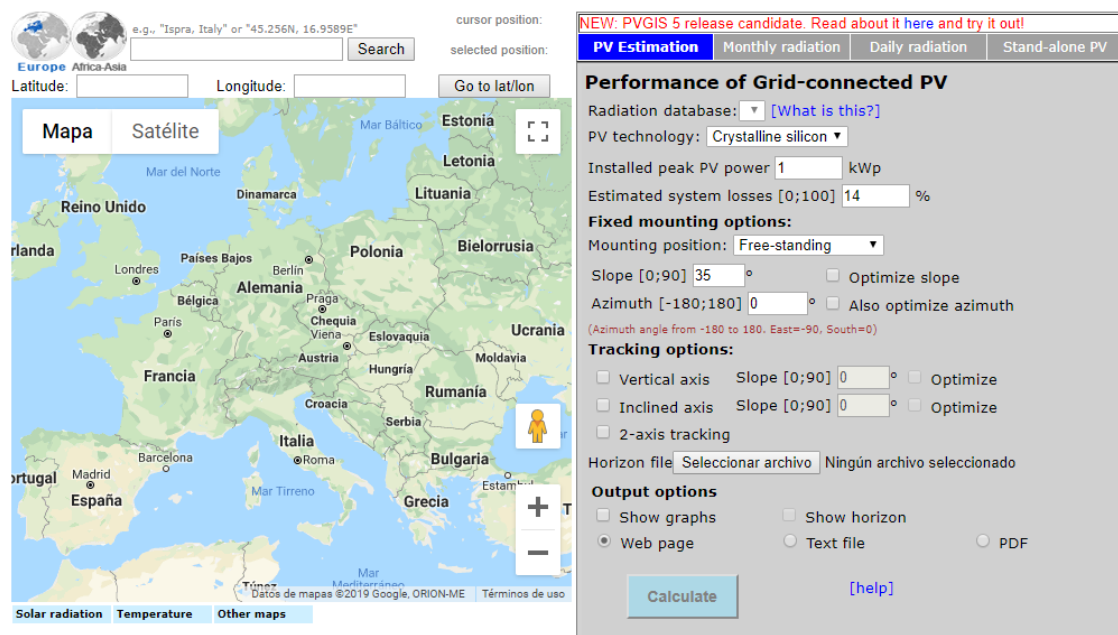 e.g., "Ispra, Italy" or "45.256N, 16.9589E"
cursor position:
Search
selected position:
Europe Africa-Asia
Latitude:
Longitude:
Go to lat/lon
Mapa
Satélite
Mar Báltico
Estonia
Letonia
Mar del Norte
Dinamarca
Lituania
Reino Unido
rlanda
Países Bajos
Polonia
Bielorrusia
Londres
Berlín
Alemania
Bélgica
Praga
París
Chequia
Viena
Eslovaquia
Ucrania
Austria
Moldavia
Francia
Hungría
Rumanía
Croacia
Serbia
Italia
Barcelona
Roma
Bulgaria
ortugal
Madrid
España
Mar Tirreno
Grecia
Mar
Mediterráneo
Túnez
Datos de mapas ©2019 Google, ORION-ME
Términos de uso
Solar radiation
Temperature
Other maps
NEW: PVGIS 5 release candidate. Read about it here and try it out!
PV Estimation
Monthly radiation
Daily radiation
Stand-alone PV
Performance of Grid-connected PV
Radiation database: [What is this?]
PV technology: Crystalline silicon
Installed peak PV power 1 kWp
Estimated system losses [0;100] 14 %
Fixed mounting options:
Mounting position: Free-standing
Slope [0;90] 35 ° Optimize slope
Azimuth [-180;180] 0 ° Also optimize azimuth
(Azimuth angle from -180 to 180. East=-90, South=0)
Tracking options:
Vertical axis Slope [0;90] 0 ° Optimize
Inclined axis Slope [0;90] 0 ° Optimize
2-axis tracking
Horizon file Seleccionar archivo Ningún archivo seleccionado
Output options
Show graphs Show horizon
Web page Text file PDF
Calculate
[help]